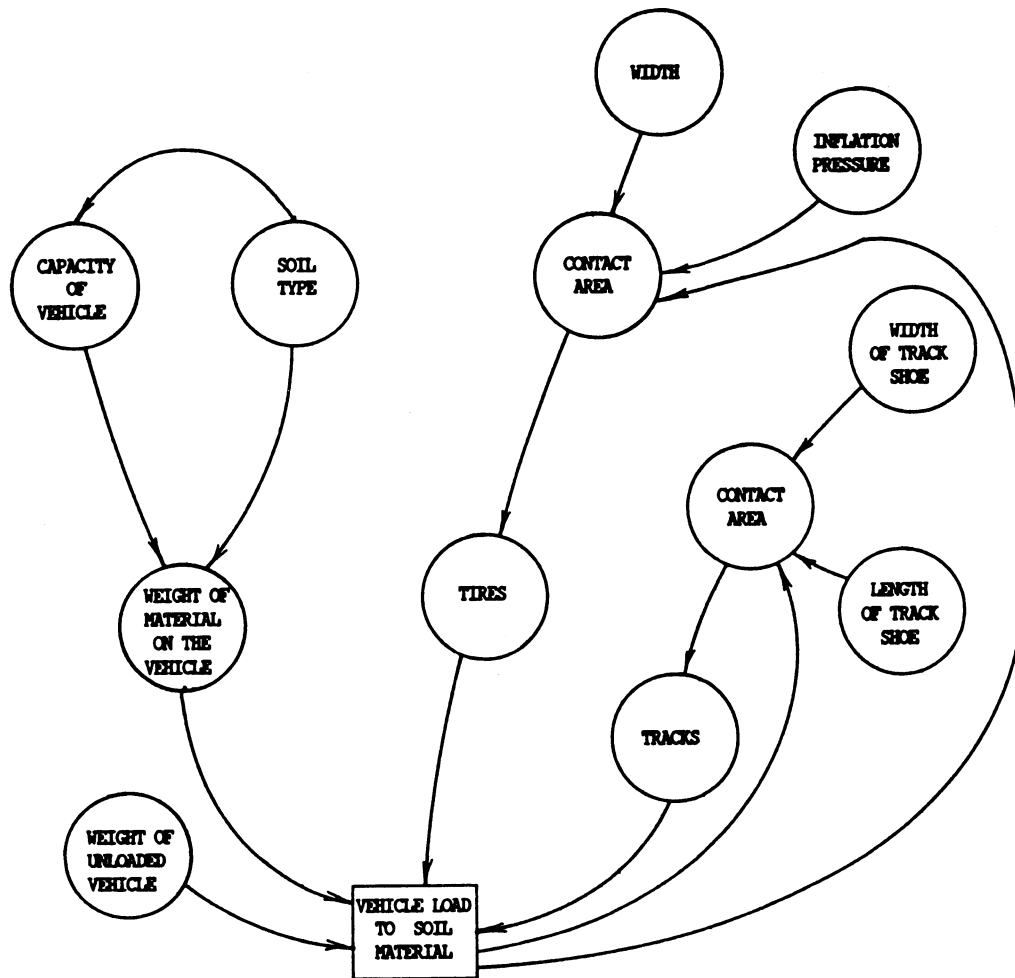 WIDTH
INFLATION
PRESSURE
CAPACITY
OF
VEHICLE
SOIL
TYPE
CONTACT
AREA
WIDTH
OF TRACK
SHOE
CONTACT
AREA
WEIGHT OF
MATERIAL
ON THE
VEHICLE
TIRES
LENGTH
OF TRACK
SHOE
TRACKS
WEIGHT OF
UNLOADED
VEHICLE
VEHICLE LOAD
TO SOIL
MATERIAL